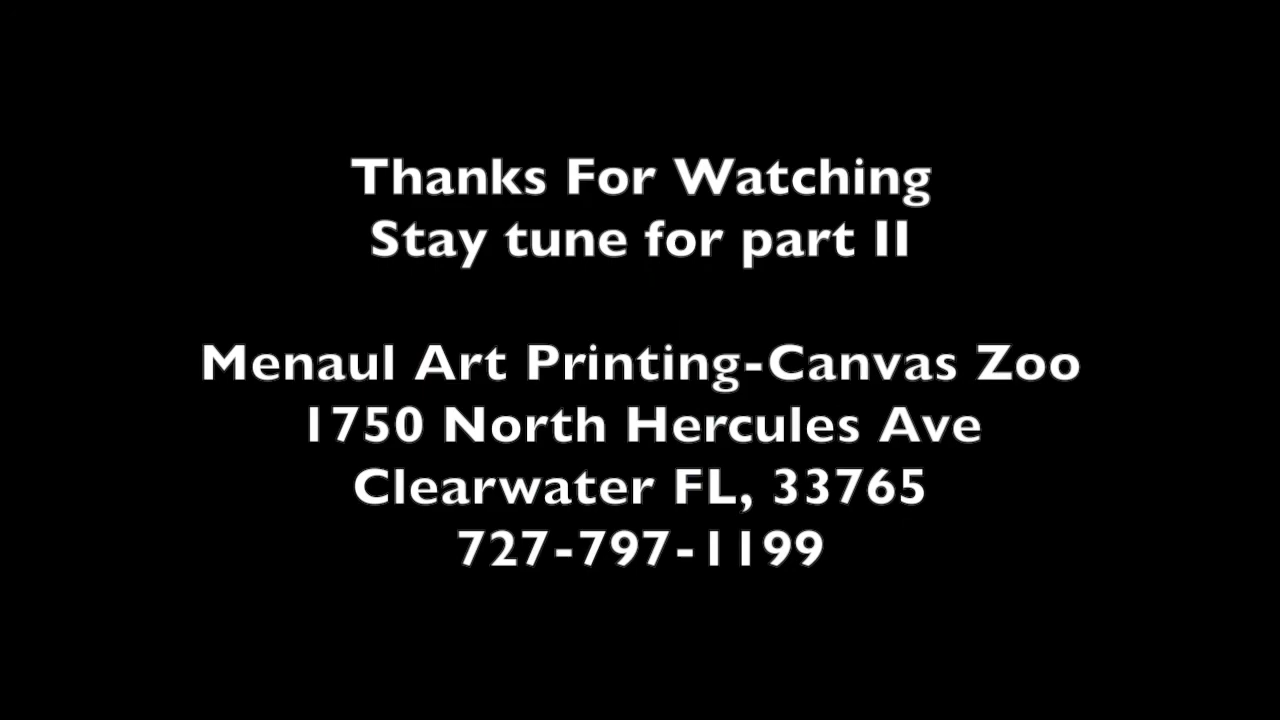 Thanks For Watching
Stay tune for part II
Menaul Art Printing-Canvas Zoo
1750 North Hercules Ave
Clearwater FL, 33765
727-797-1199